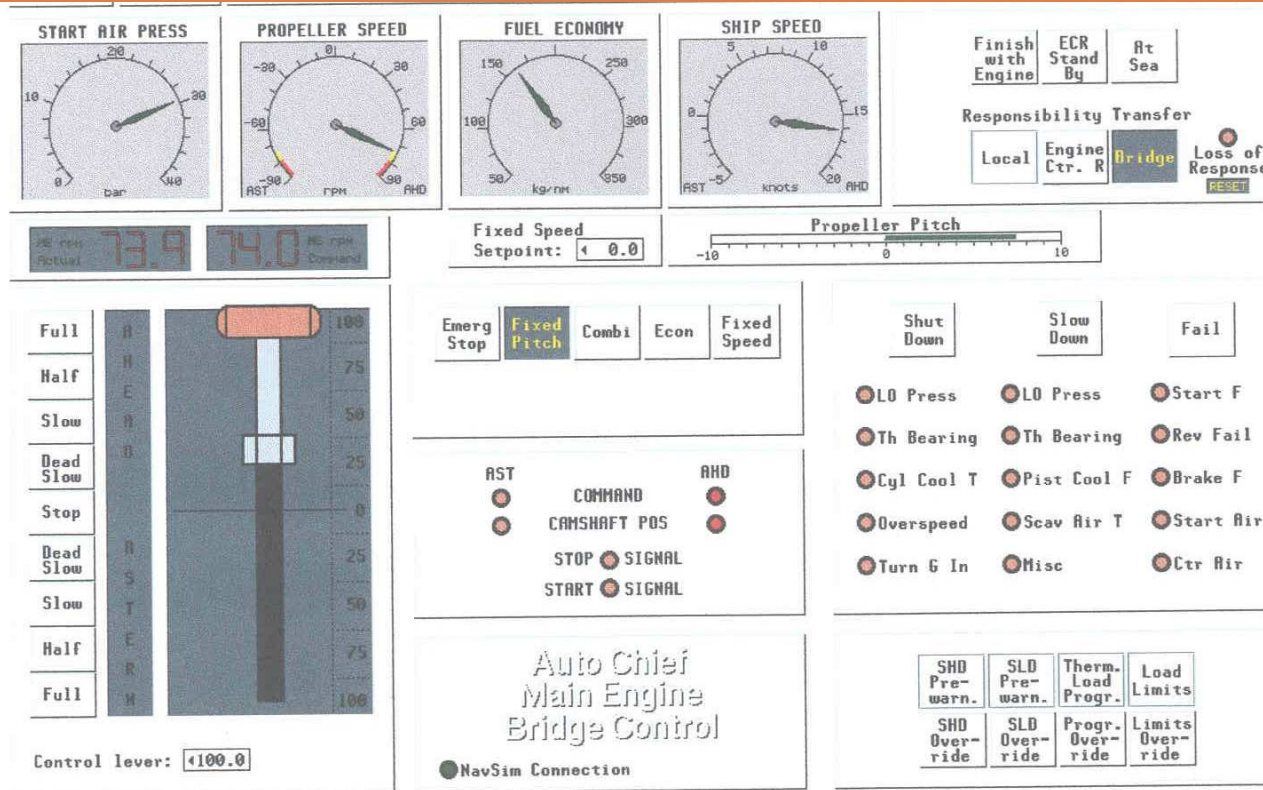 START AIR PRESS
10
20
30
0
40
bar
PROPELLER SPEED
-30
0
30
-60
60
-90
90
AST
rpm
AHD
FUEL ECONOMY
150
250
100
300
50
350
kg/nm
SHIP SPEED
5
10
0
15
-5
20
AST
knots
AHD
Finish
with
Engine
ECR
Stand
By
At
Sea
Responsibility Transfer
Local
Engine
Ctr. R
Bridge
Loss of
Response
RESET
ME rpm
Actual
73.9
74.0
ME rpm
Command
Fixed Speed
Setpoint: 0.0
Propeller Pitch
-10
0
10
Full
Half
Slow
Dead
Slow
Stop
Dead
Slow
Slow
Half
Full
AHEAD
ASTERN
100
75
50
25
0
25
50
75
100
Control lever: 100.0
Emerg
Stop
Fixed
Pitch
Combi
Econ
Fixed
Speed
AST
AHD
COMMAND
CAMSHAFT POS
STOP SIGNAL
START SIGNAL
Auto Chief
Main Engine
Bridge Control
NavSim Connection
Shut
Down
Slow
Down
Fail
LO Press
LO Press
Start F
Th Bearing
Th Bearing
Rev Fail
Cyl Cool T
Pist Cool F
Brake F
Overspeed
Scav Air T
Start Air
Turn G In
Misc
Ctr Air
SHD
Pre-
warn.
SLD
Pre-
warn.
Therm.
Load
Progr.
Load
Limits
SHD
Over-
ride
SLD
Over-
ride
Progr.
Over-
ride
Limits
Over-
ride